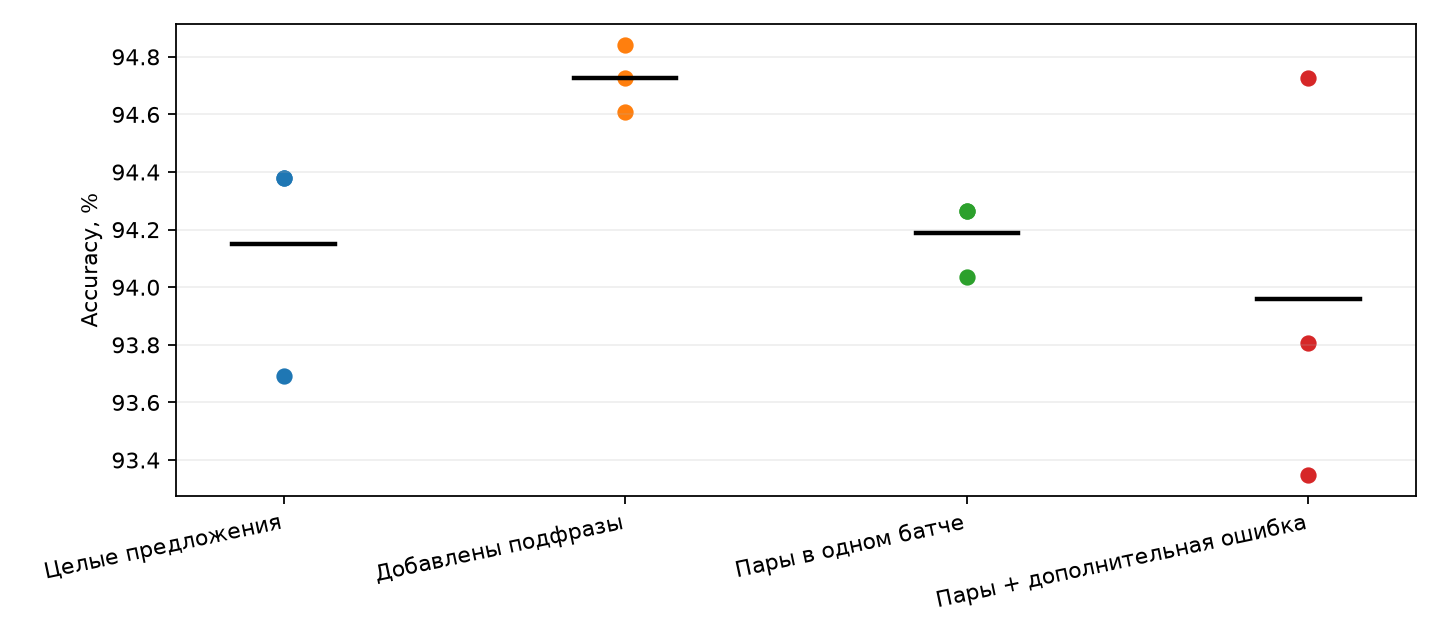 Accuracy, %
94.8
94.6
94.4
94.2
94.0
93.8
93.6
93.4
Целые предложения
Добавлены подфразы
Пары в одном батче
Пары + дополнительная ошибка